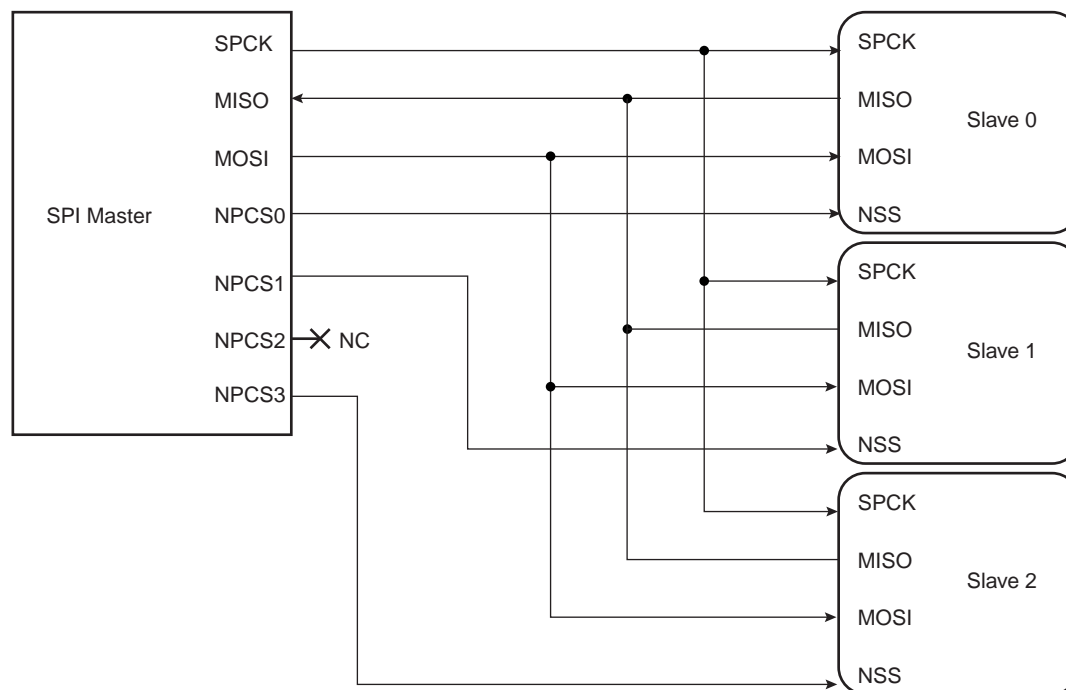 SPI Master
SPCK
MISO
MOSI
NPCS0
NPCS1
NPCS2
NC
NPCS3
SPCK
MISO
Slave 0
MOSI
NSS
SPCK
MISO
Slave 1
MOSI
NSS
SPCK
MISO
Slave 2
MOSI
NSS